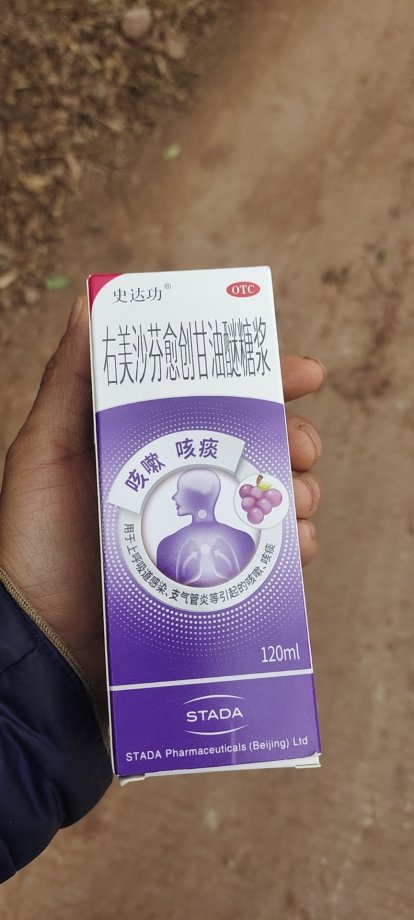 史达功®
OTC
右美沙芬愈创甘油醚糖浆
咳嗽 咳痰
用于上呼吸道感染、支气管炎等引起的咳嗽、咳痰
120ml
STADA
STADA Pharmaceuticals (Beijing) Ltd